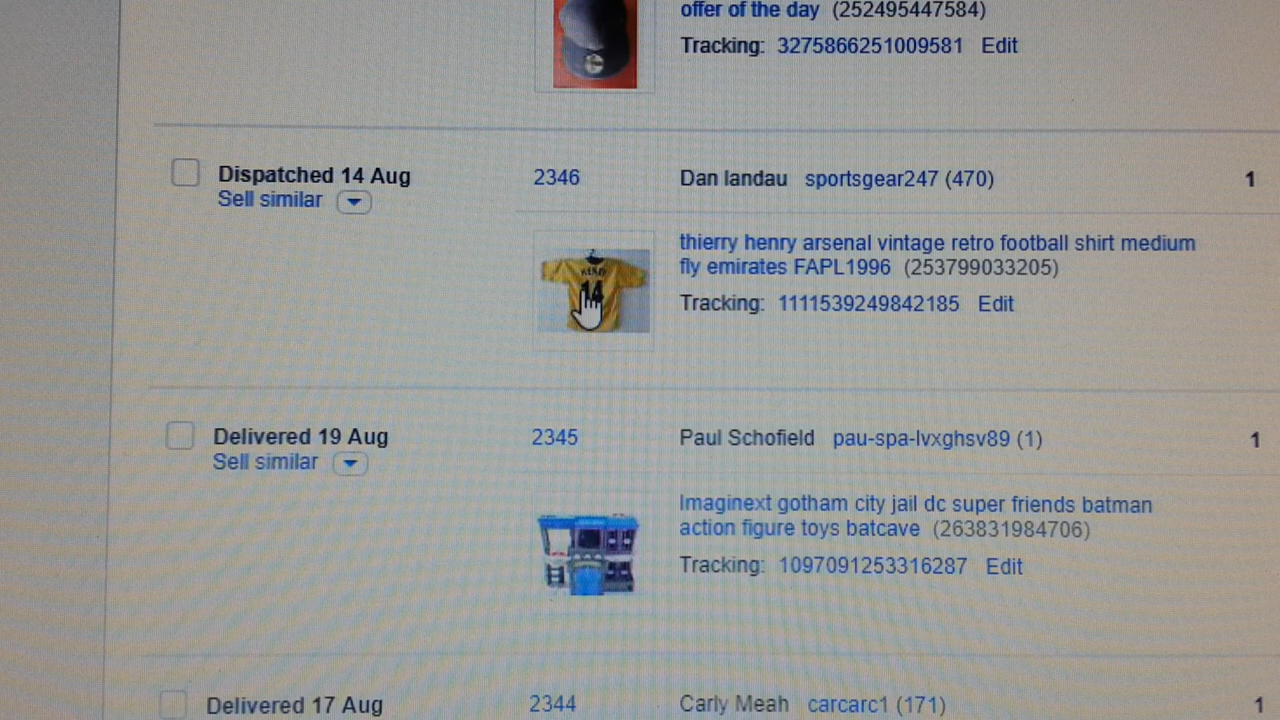 offer of the day (252495447584)
Tracking: 3275866251009581 Edit
Dispatched 14 Aug 2346 Dan landau sportsgear247 (470) 1
Sell similar
thierry henry arsenal vintage retro football shirt medium
fly emirates FAPL1996 (253799033205)
14
Tracking: 1111539249842185 Edit
Delivered 19 Aug 2345 Paul Schofield pau-spa-lvxghsv89 (1) 1
Sell similar
Imaginext gotham city jail dc super friends batman
action figure toys batcave (263831984706)
Tracking: 1097091253316287 Edit
Delivered 17 Aug 2344 Carly Meah carcarc1 (171) 1